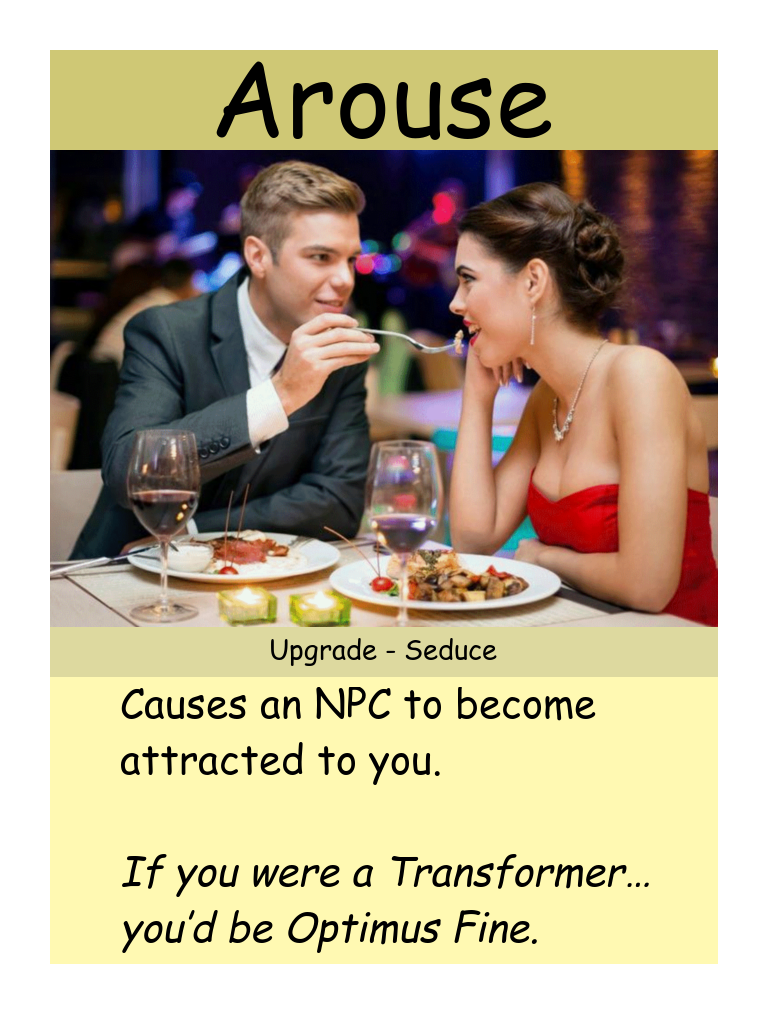 Arouse
Upgrade - Seduce
Causes an NPC to become
attracted to you.
If you were a Transformer...
you'd be Optimus Fine.